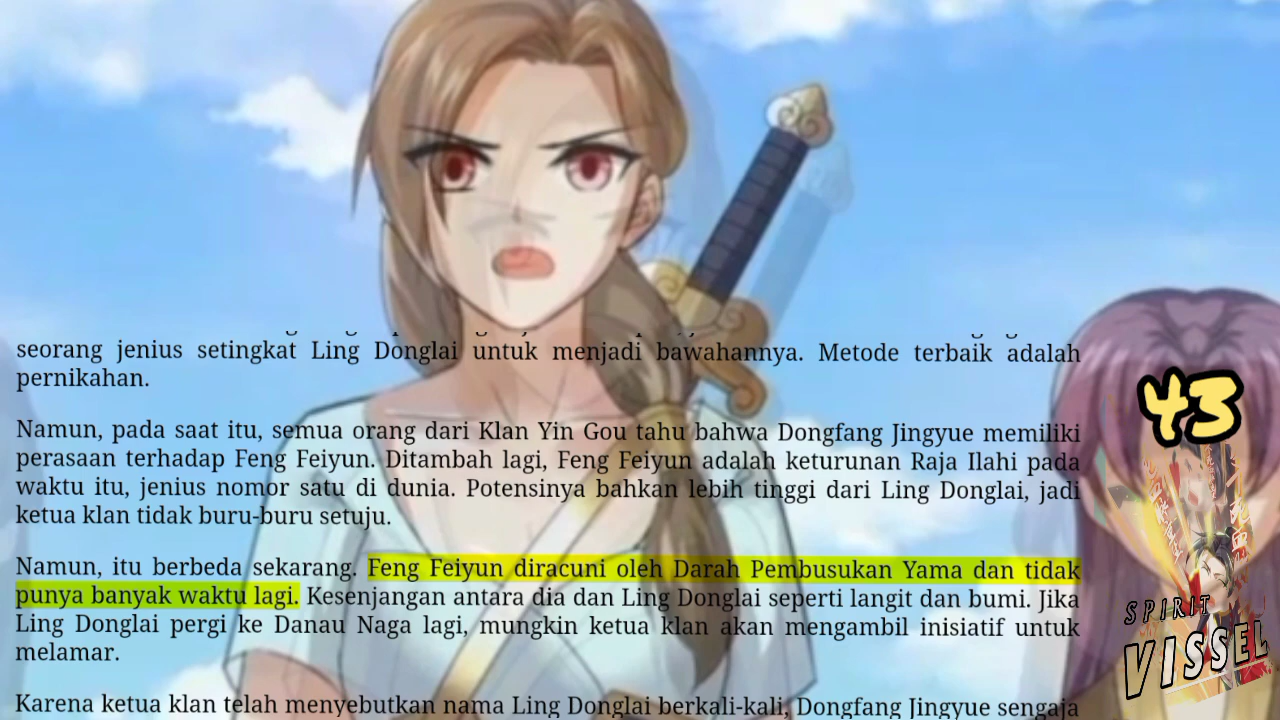 seorang jenius setingkat Ling Donglai untuk menjadi bawahannya. Metode terbaik adalah
pernikahan.
Namun, pada saat itu, semua orang dari Klan Yin Gou tahu bahwa Dongfang Jingyue memiliki
perasaan terhadap Feng Feiyun. Ditambah lagi, Feng Feiyun adalah keturunan Raja Ilahi pada
waktu itu, jenius nomor satu di dunia. Potensinya bahkan lebih tinggi dari Ling Donglai, jadi
ketua klan tidak buru-buru setuju.
Namun, itu berbeda sekarang. Feng Feiyun diracuni oleh Darah Pembusukan Yama dan tidak
punya banyak waktu lagi. Kesenjangan antara dia dan Ling Donglai seperti langit dan bumi. Jika
Ling Donglai pergi ke Danau Naga lagi, mungkin ketua klan akan mengambil inisiatif untuk
melamar.
Karena ketua klan telah menyebutkan nama Ling Donglai berkali-kali, Dongfang Jingyue sengaja
43
SPIRIT
VISSEL